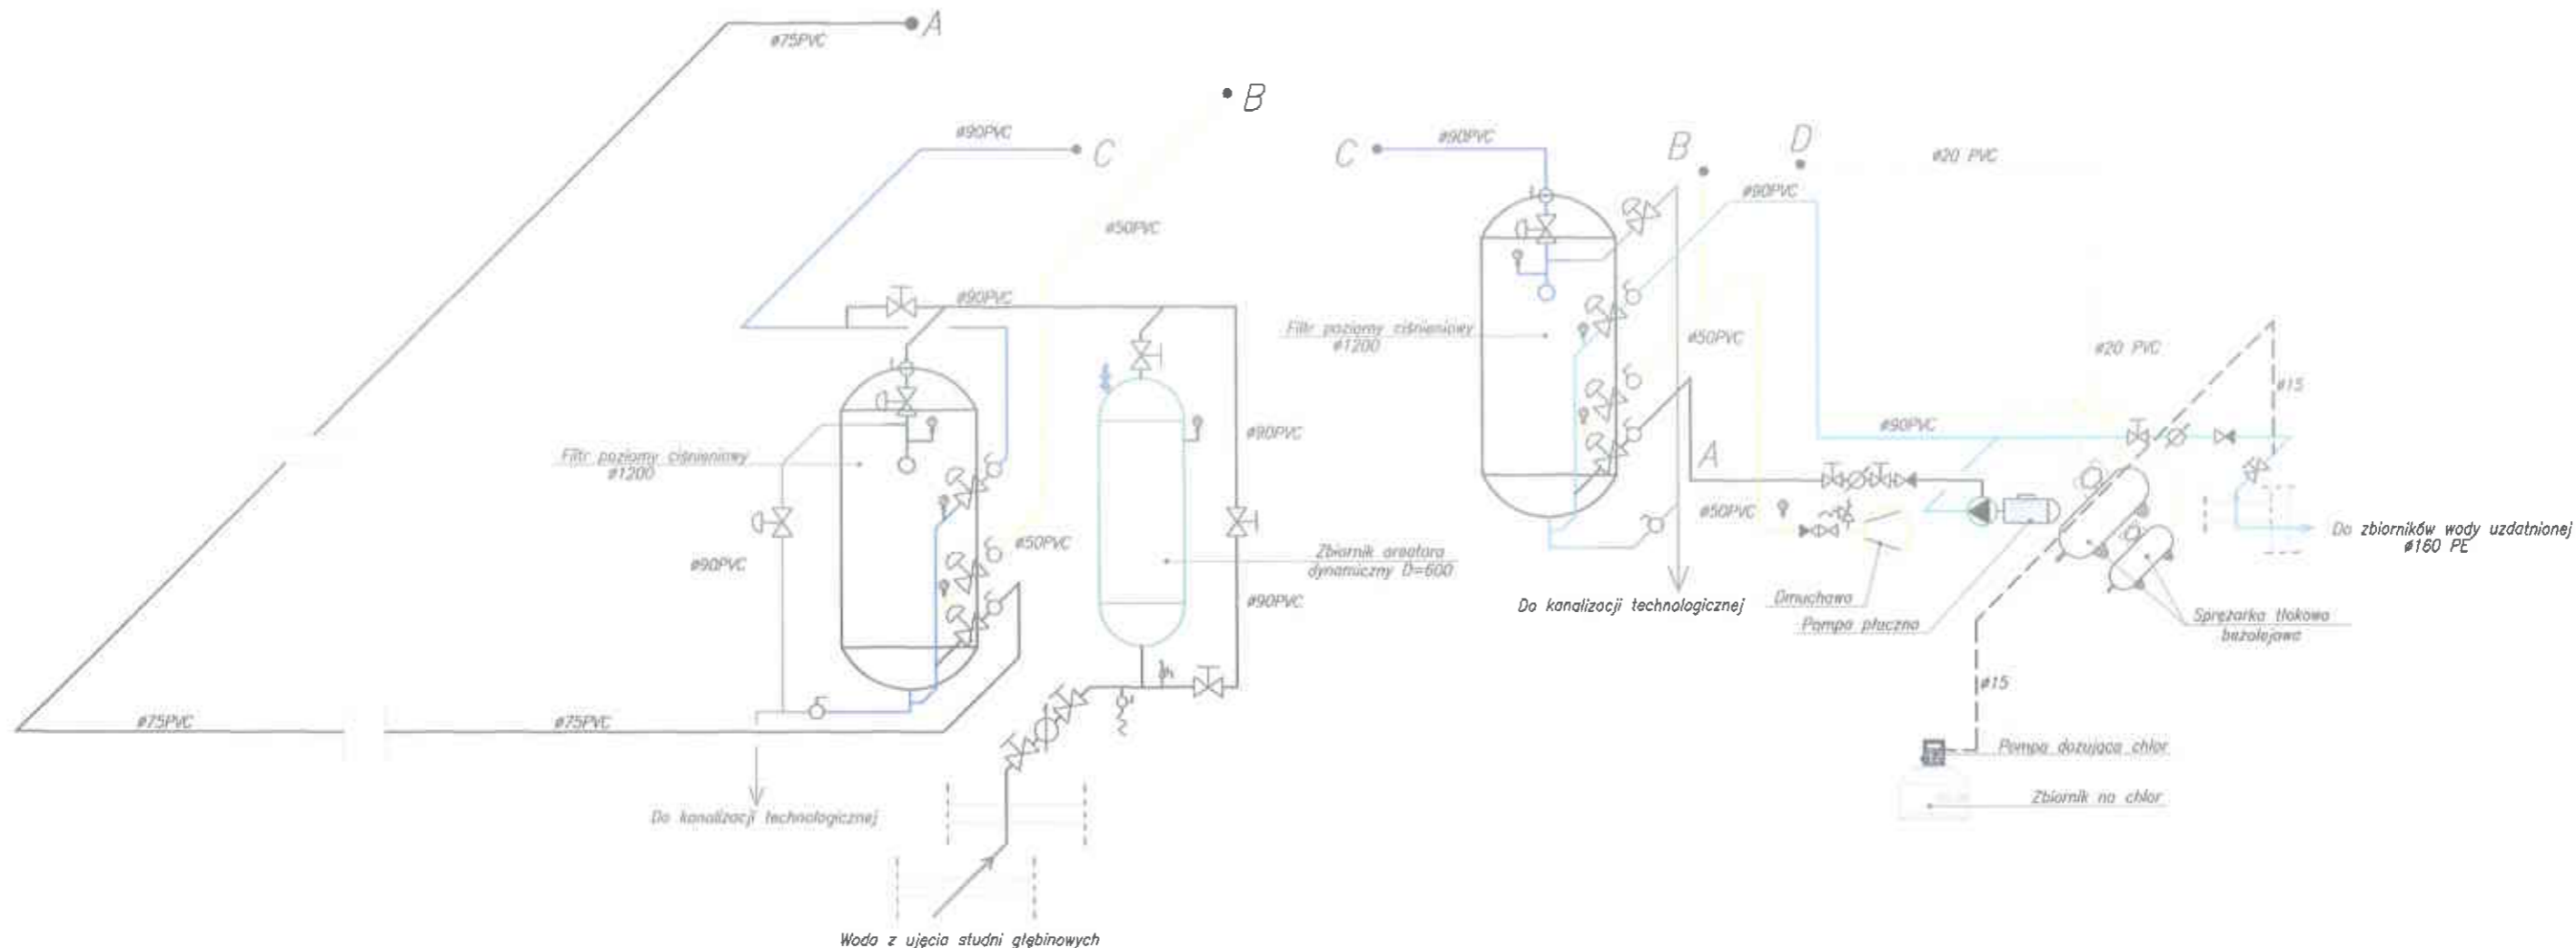 ø75PVC
A
B
ø90PVC
C
ø50PVC
ø90PVC
Filtr poziomy ciśnieniowy
ø1200
ø90PVC
ø50PVC
ø90PVC
Zbiornik areatora
dynamiczny D=600
ø90PVC
ø75PVC
ø75PVC
Do kanalizacji technologicznej
Woda z ujęcia studni głębinowych
C
ø90PVC
B
D
ø20 PVC
ø90PVC
Filtr poziomy ciśnieniowy
ø1200
ø50PVC
ø20 PVC
ø15
ø90PVC
A
ø50PVC
Do zbiorników wody uzdatnionej
ø160 PE
Do kanalizacji technologicznej
Dmuchawa
Pompa płuczna
Sprężarka tłokowa
bezolejowa
ø15
Pompa dozująca chlor
Zbiornik na chlor